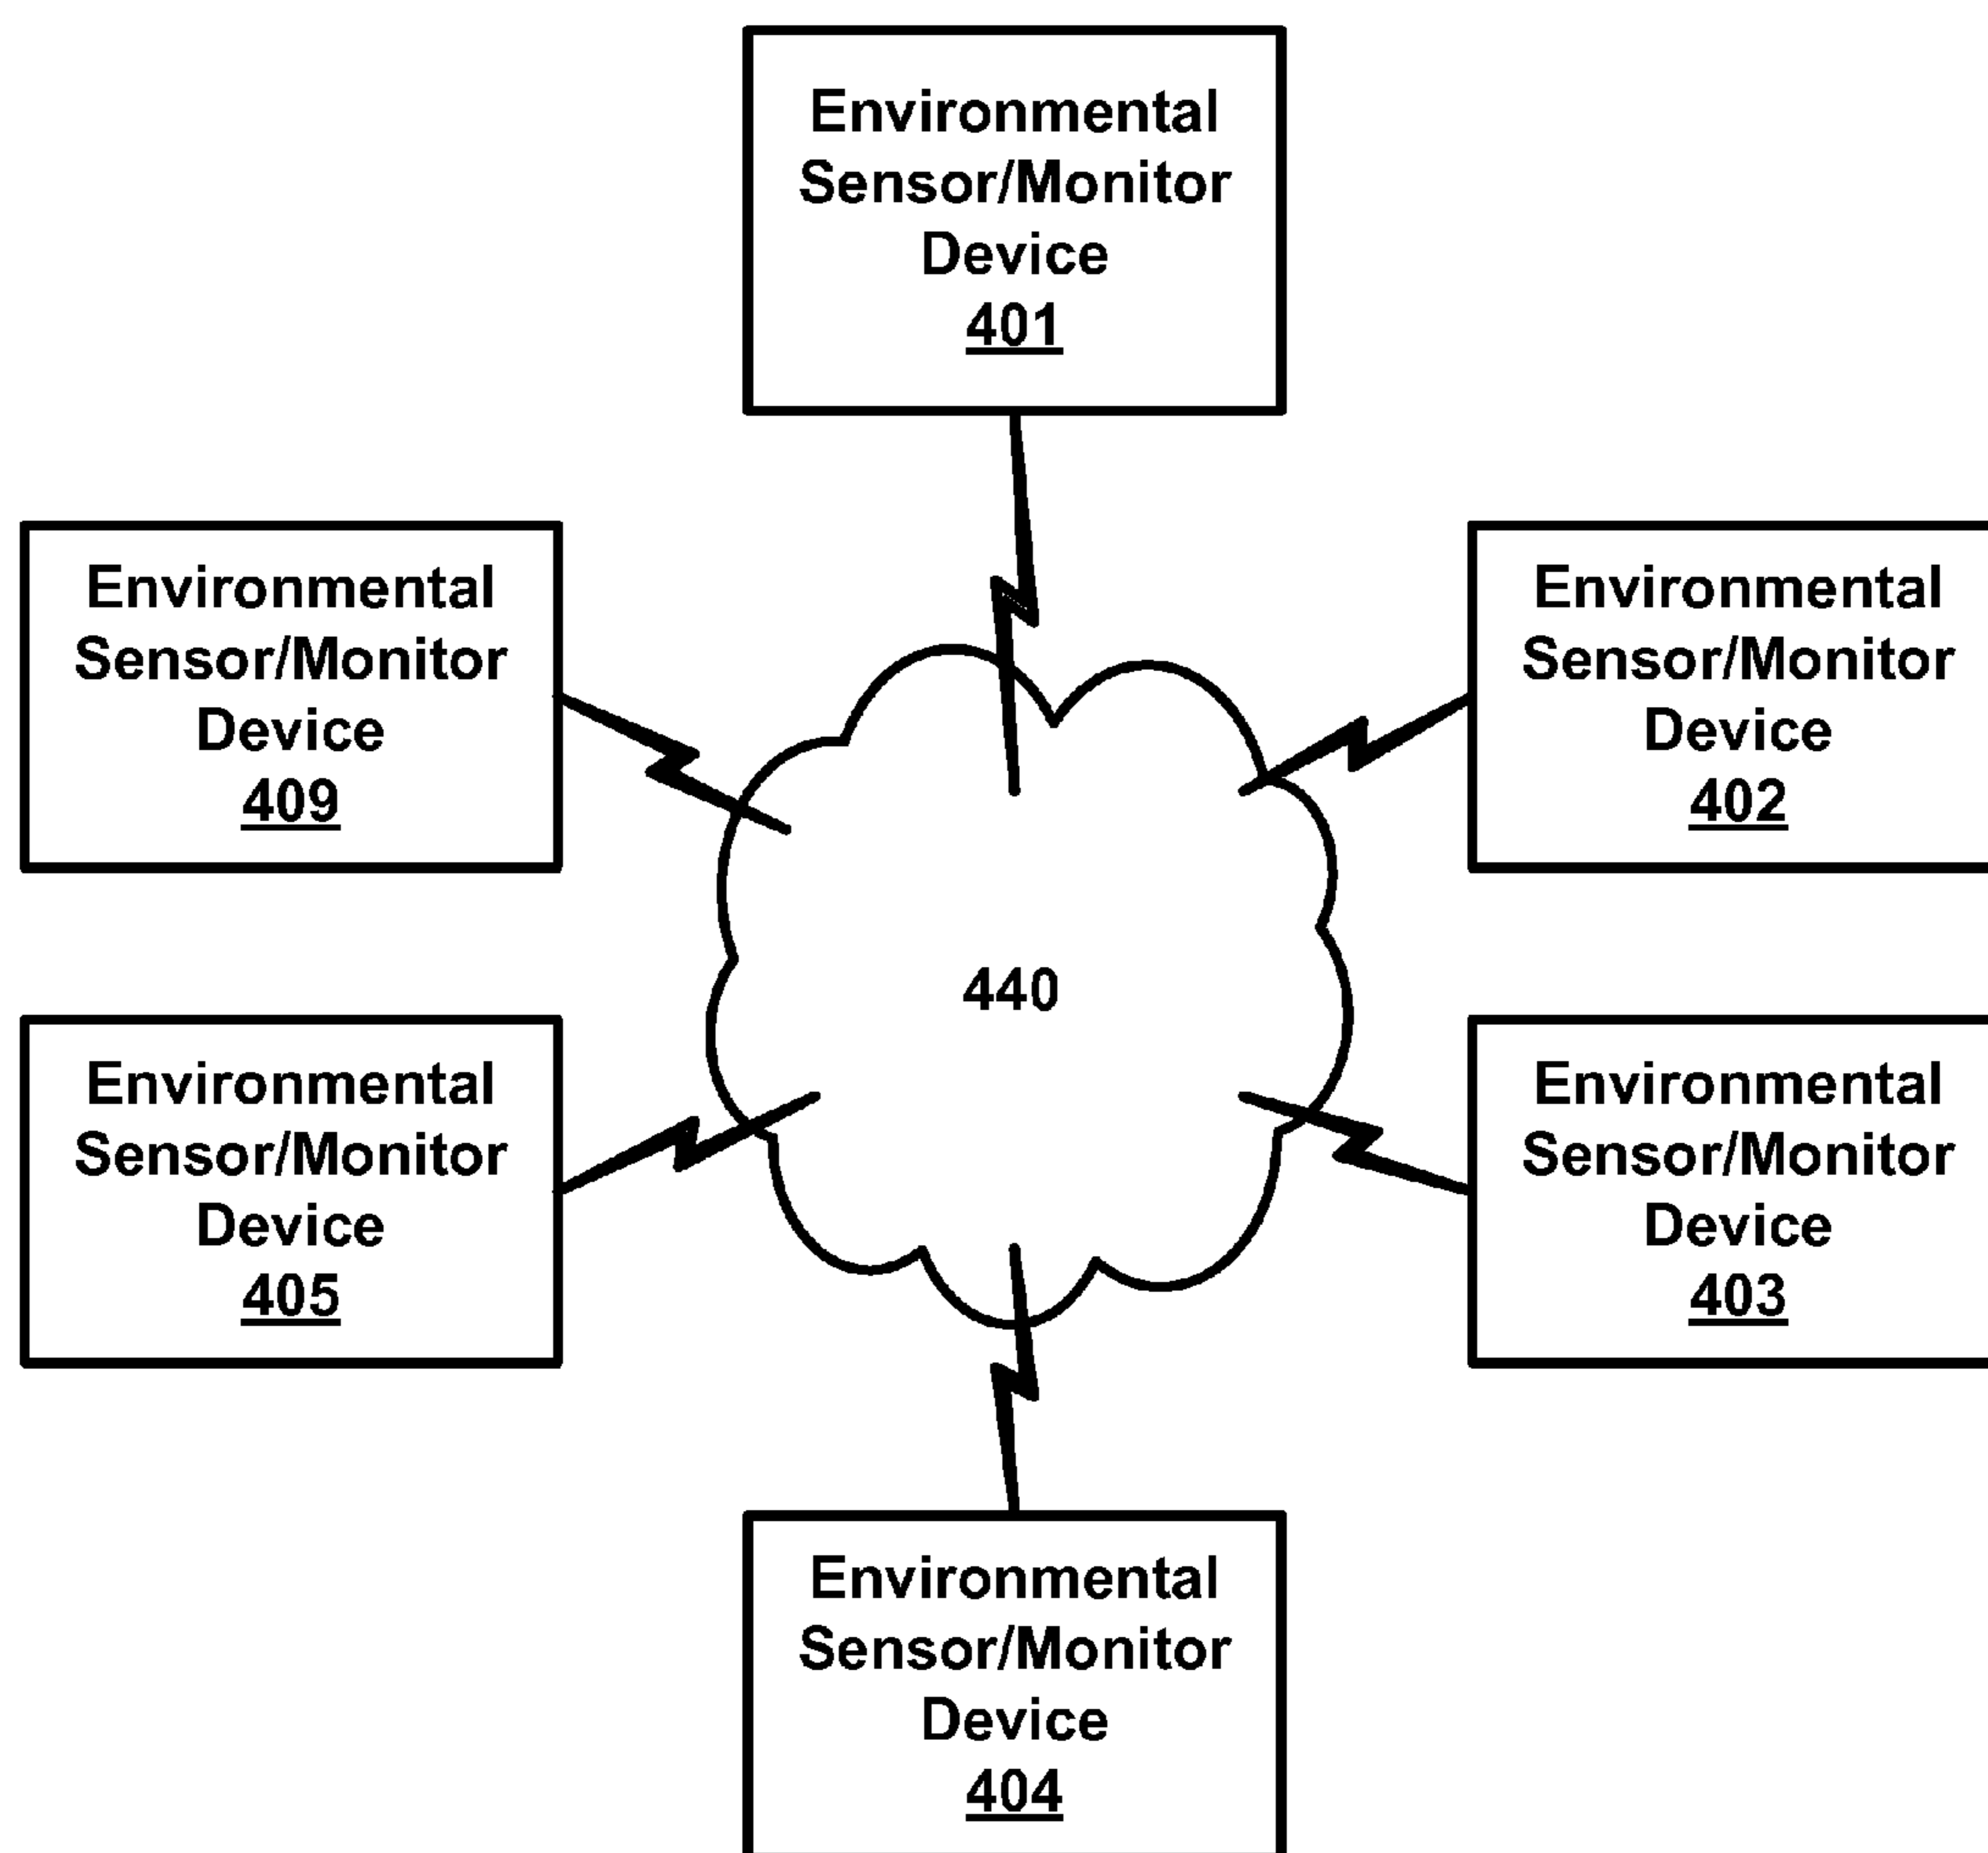 Environmental
Sensor/Monitor
Device
401
Environmental
Sensor/Monitor
Device
409
Environmental
Sensor/Monitor
Device
402
440
Environmental
Sensor/Monitor
Device
405
Environmental
Sensor/Monitor
Device
403
Environmental
Sensor/Monitor
Device
404